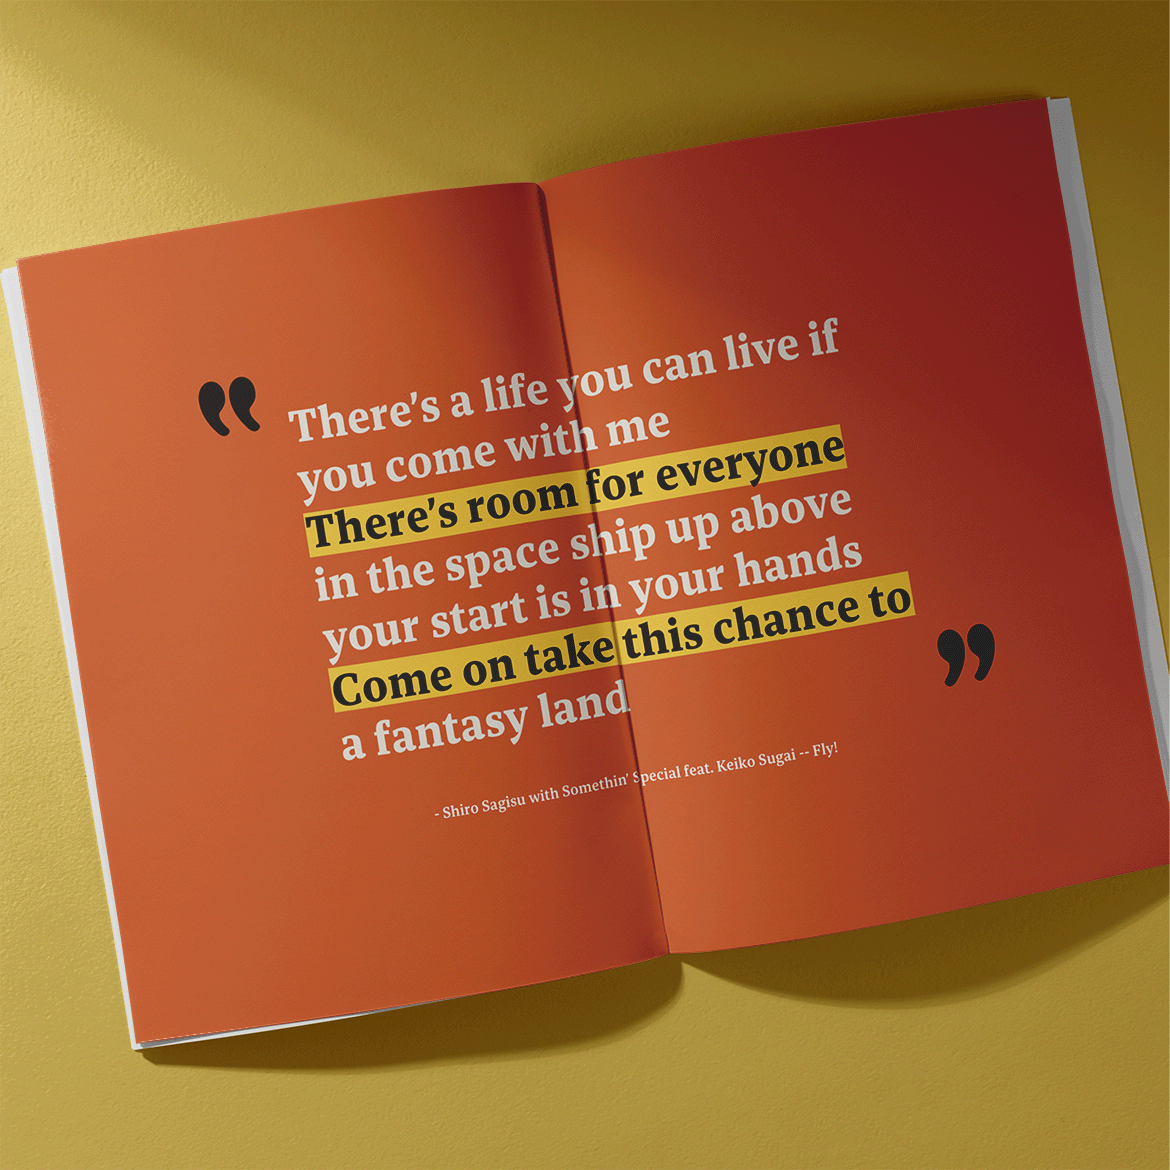 “
There’s a life you can live if
you come with me
There’s room for everyone
in the space ship up above
your start is in your hands
Come on take this chance to
a fantasy land
”
- Shiro Sagisu with Somethin’ Special feat. Keiko Sugai -- Fly!